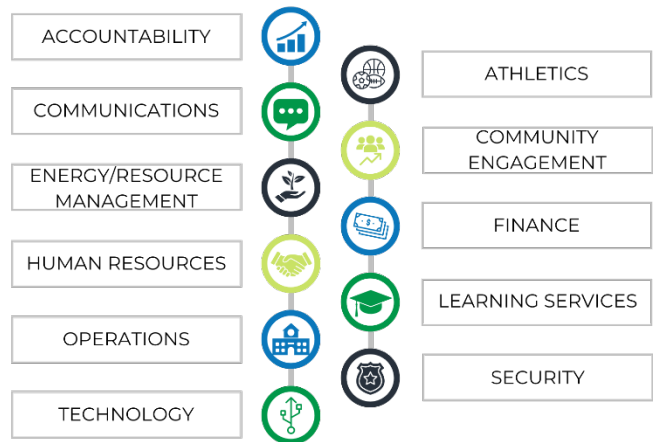 ACCOUNTABILITY
ATHLETICS
COMMUNICATIONS
COMMUNITY
ENGAGEMENT
ENERGY/RESOURCE
MANAGEMENT
FINANCE
HUMAN RESOURCES
LEARNING SERVICES
OPERATIONS
SECURITY
TECHNOLOGY